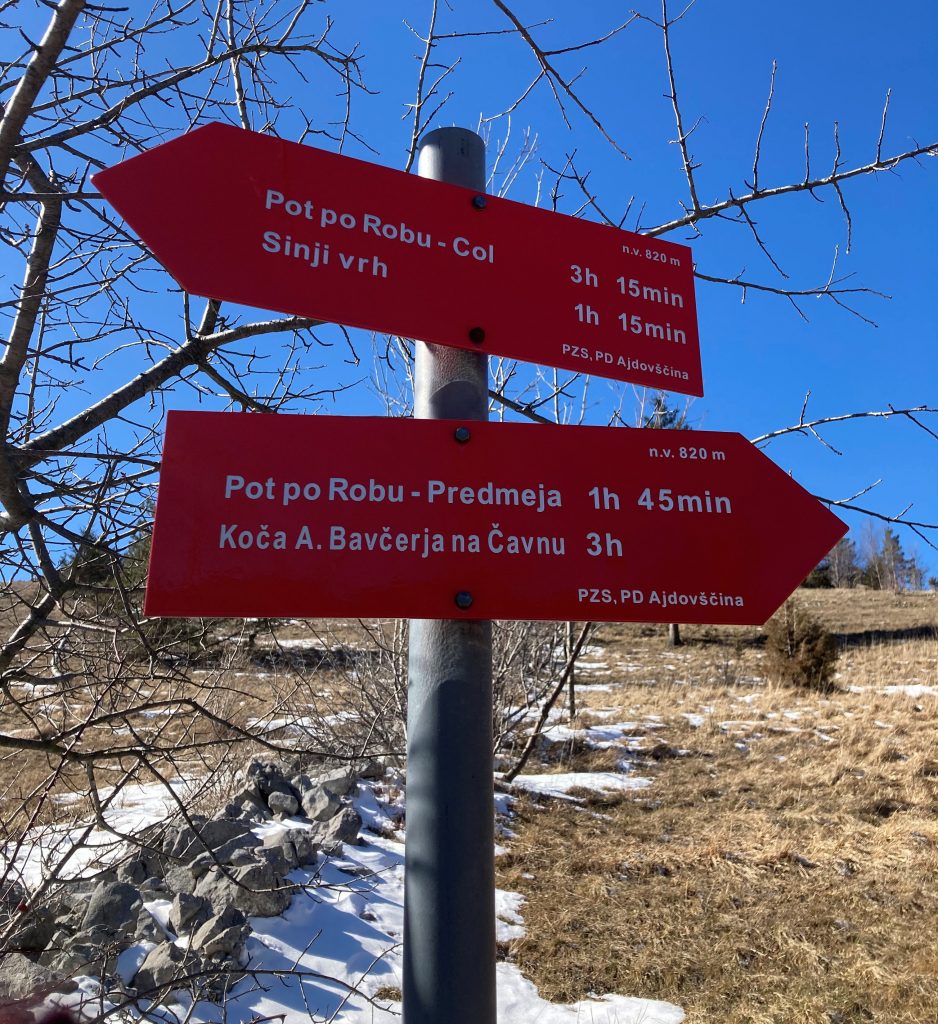 n.v. 820 m
Pot po Robu - Col 3h 15min
Sinji vrh 1h 15min
PZS, PD Ajdovščina
n.v. 820 m
Pot po Robu - Predmeja 1h 45min
Koča A. Bavčerja na Čavnu 3h
PZS, PD Ajdovščina